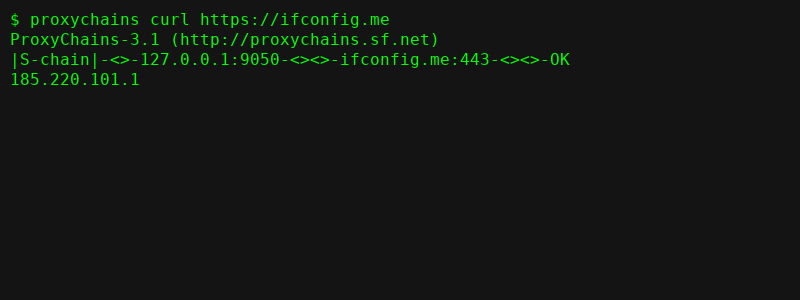 $ proxychains curl https://ifconfig.me
ProxyChains-3.1 (http://proxychains.sf.net)
|S-chain|-<>-127.0.0.1:9050-<><>-ifconfig.me:443-<><>-OK
185.220.101.1